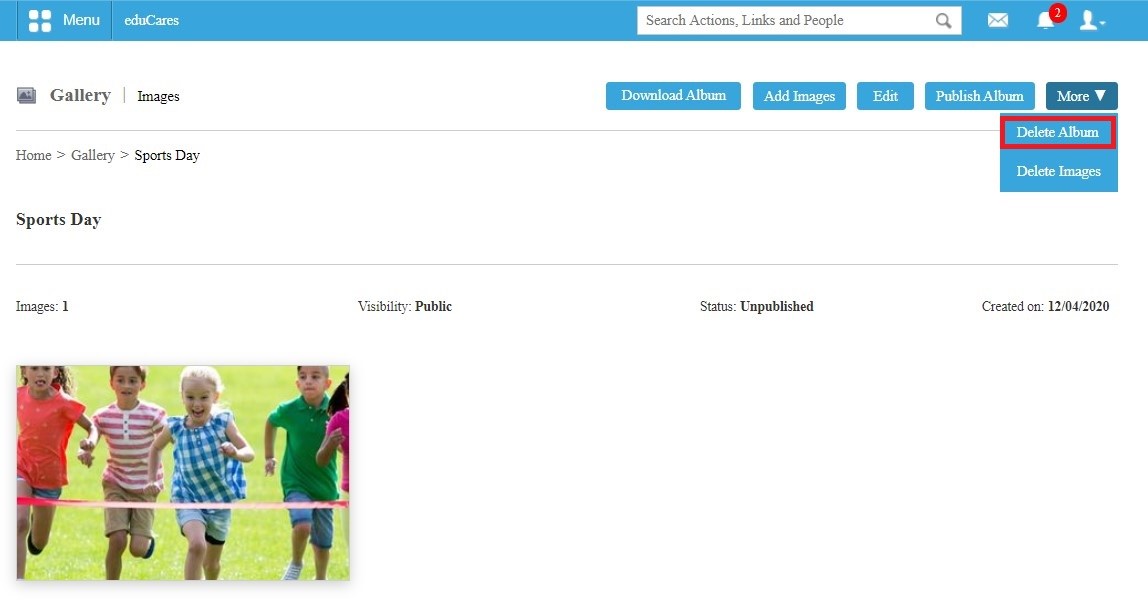 Menu eduCares Search Actions, Links and People 2
Gallery | Images Download Album Add Images Edit Publish Album More ▼
Delete Album
Home > Gallery > Sports Day
Delete Images
Sports Day
Images: 1 Visibility: Public Status: Unpublished Created on: 12/04/2020